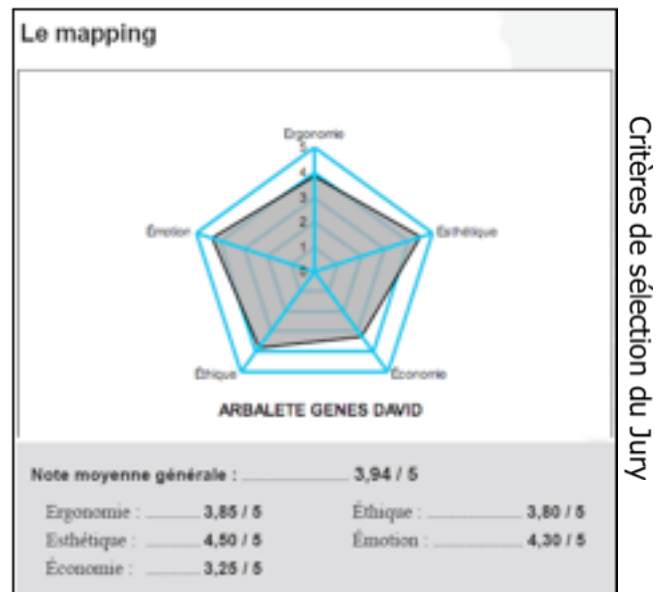 Le mapping
Ergonomie
5
4
3
2
1
0
Émotion
Esthétique
Éthique
Économie
ARBALETE GENES DAVID
Note moyenne générale : 3,94 / 5
Ergonomie : 3,85 / 5
Éthique : 3,80 / 5
Esthétique : 4,50 / 5
Émotion : 4,30 / 5
Économie : 3,25 / 5
Critères de sélection du Jury